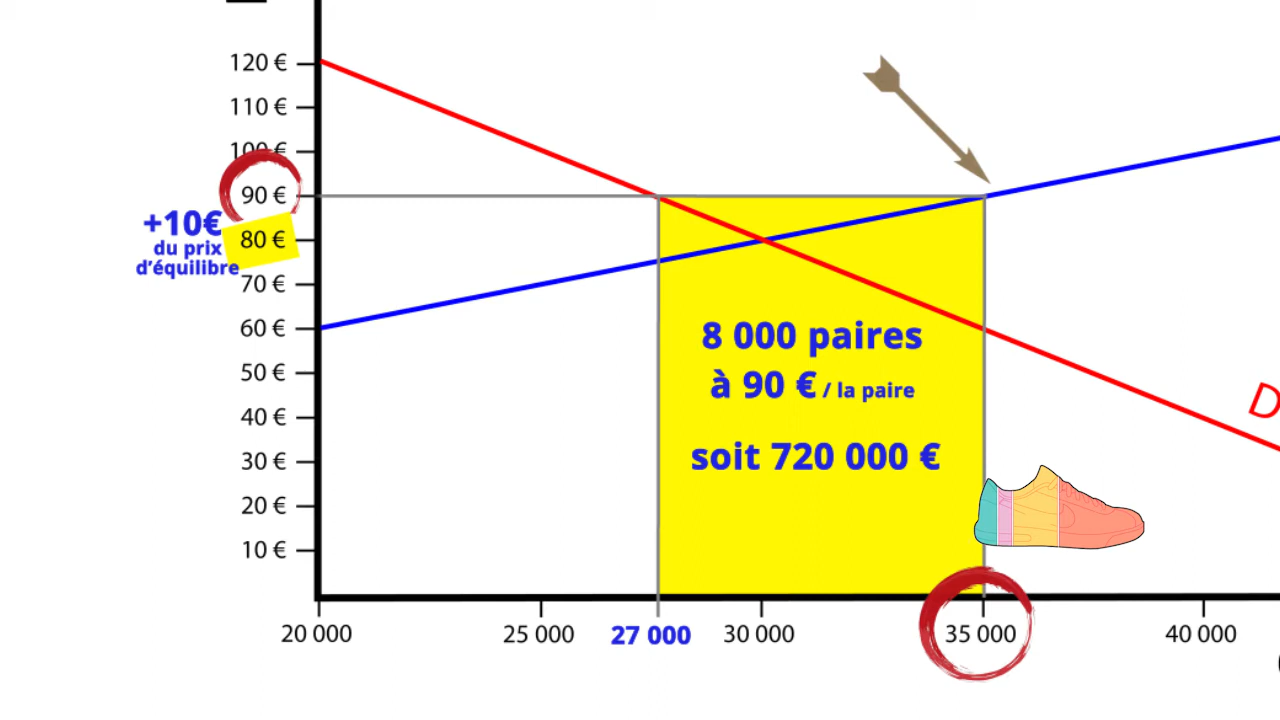 120 €
110 €
100 €
90 €
+10€
du prix
d’équilibre
80 €
70 €
60 €
50 €
40 €
30 €
20 €
10 €
8 000 paires
à 90 € / la paire
soit 720 000 €
D
20 000 25 000 27 000 30 000 35 000 40 000